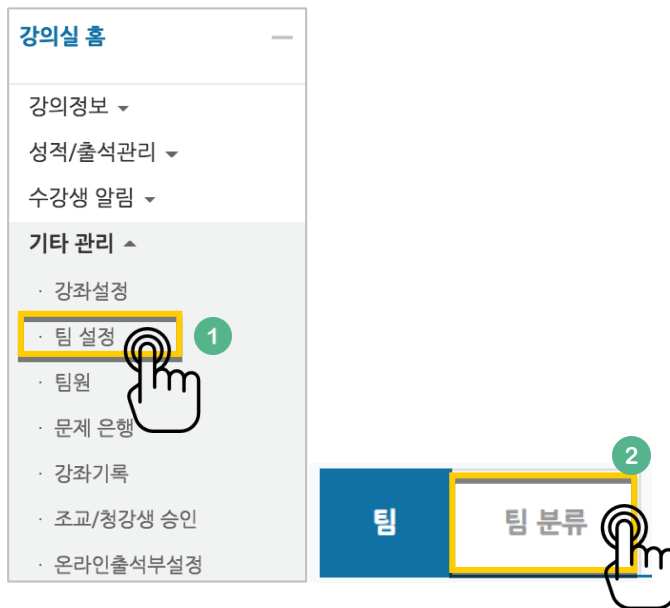 강의실 홈
강의정보
성적/출석관리
수강생 알림
기타 관리
· 강좌설정
· 팀 설정
1
· 팀원
· 문제 은행
· 강좌기록
· 조교/청강생 승인
· 온라인출석부설정
2
팀
팀 분류